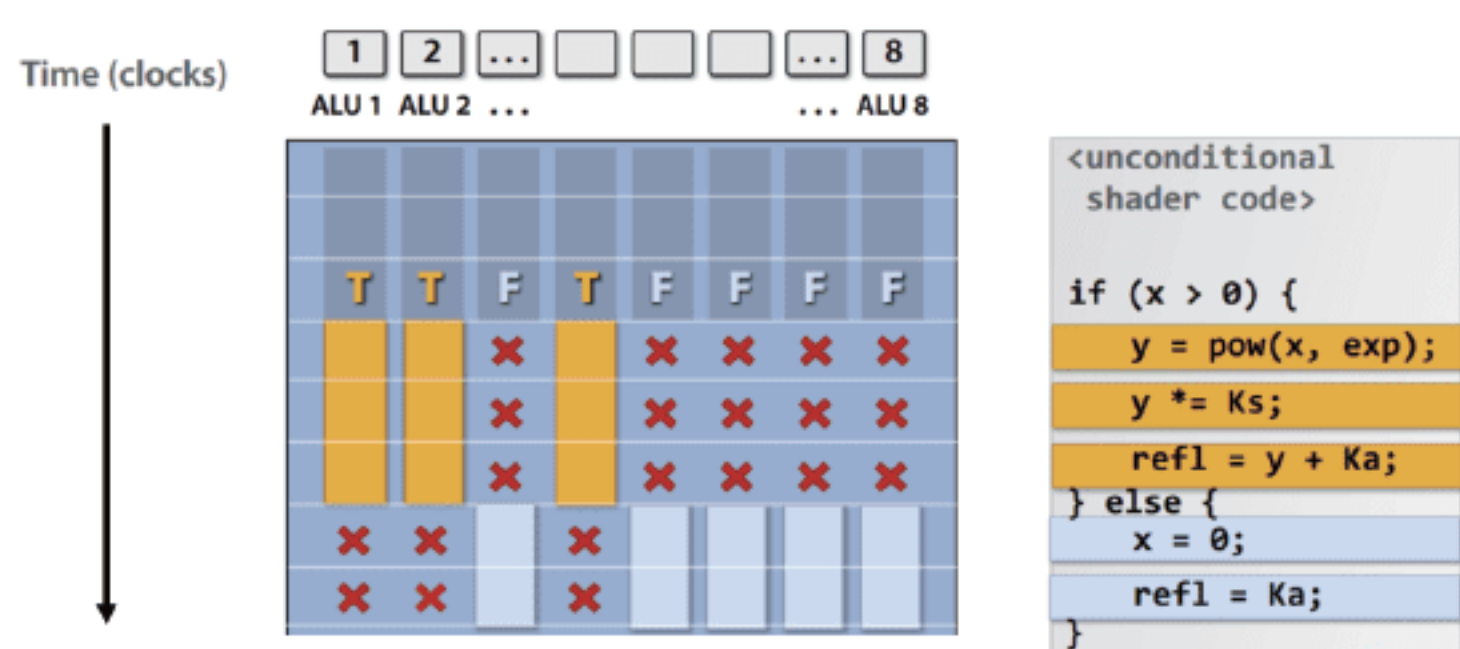 1 2 ... ... 8
Time (clocks)
ALU 1 ALU 2 ... ... ALU 8
T T F T F F F F
<unconditional
shader code>
if (x > 0) {
y = pow(x, exp);
y *= Ks;
refl = y + Ka;
} else {
x = 0;
refl = Ka;
}